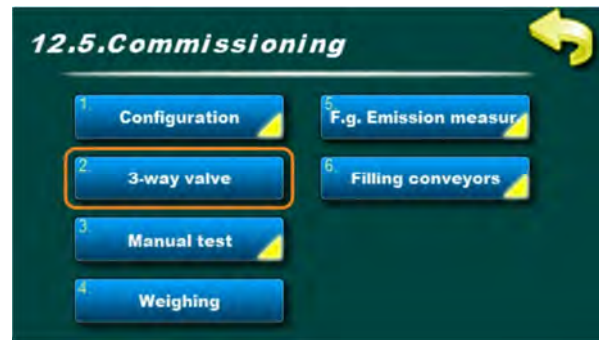 12.5.Commissioning
1. Configuration
2. 3-way valve
3. Manual test
4. Weighing
5. F.g. Emission measur.
6. Filling conveyors